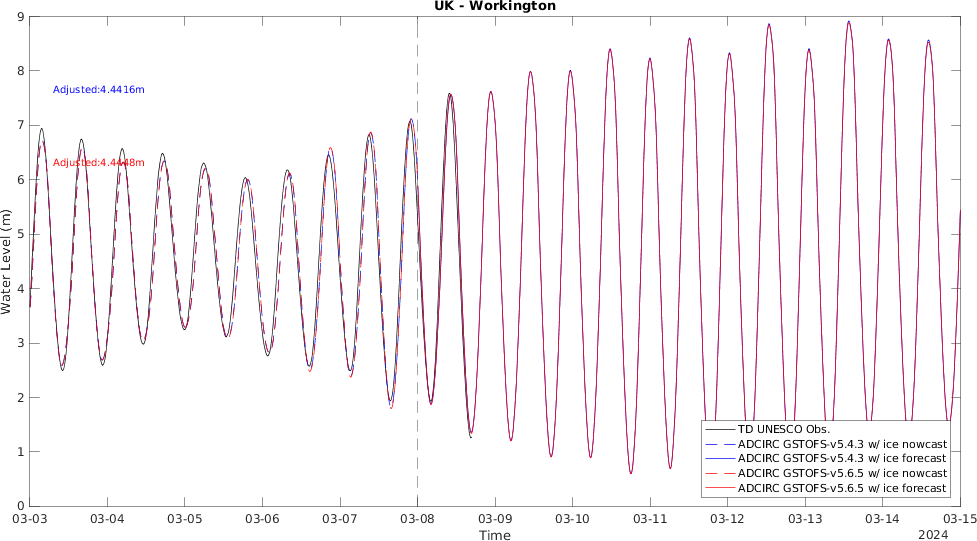 UK - Workington
9
8
7
6
5
4
3
2
1
0
Adjusted:4.4416m
Adjusted:4.4448m
Water Level (m)
TD UNESCO Obs.
ADCIRC GSTOFS-v5.4.3 w/ ice nowcast
ADCIRC GSTOFS-v5.4.3 w/ ice forecast
ADCIRC GSTOFS-v5.6.5 w/ ice nowcast
ADCIRC GSTOFS-v5.6.5 w/ ice forecast
03-03 03-04 03-05 03-06 03-07 03-08 03-09 03-10 03-11 03-12 03-13 03-14 03-15
Time
2024